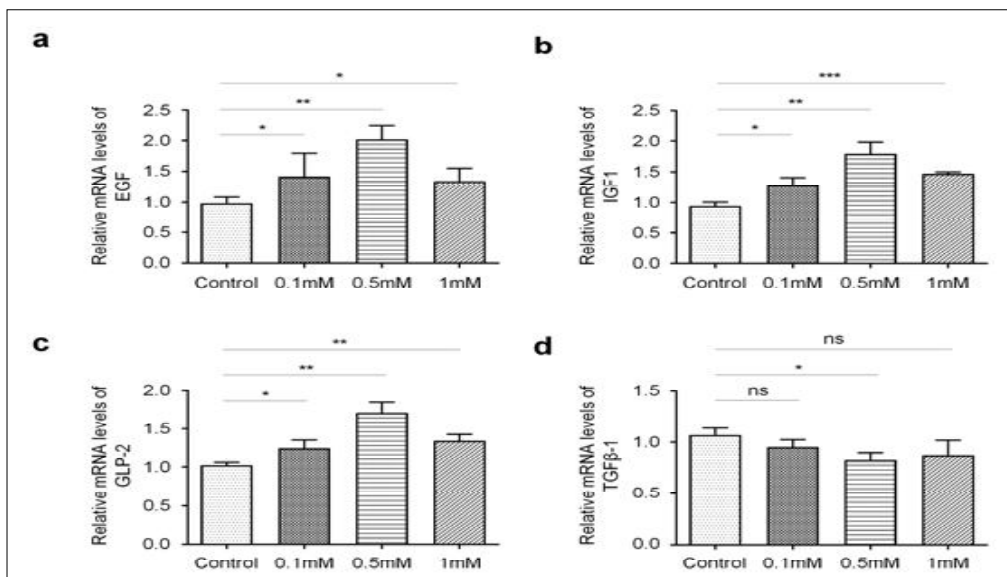 a
*
**
*
Relative mRNA levels of
EGF
2.5
2.0
1.5
1.0
0.5
0.0
Control 0.1mM 0.5mM 1mM
b
***
**
*
Relative mRNA levels of
IGF1
2.5
2.0
1.5
1.0
0.5
0.0
Control 0.1mM 0.5mM 1mM
c
**
**
*
Relative mRNA levels of
GLP-2
2.0
1.5
1.0
0.5
0.0
Control 0.1mM 0.5mM 1mM
d
ns
*
ns
Relative mRNA levels of
TGFβ-1
1.5
1.0
0.5
0.0
Control 0.1mM 0.5mM 1mM